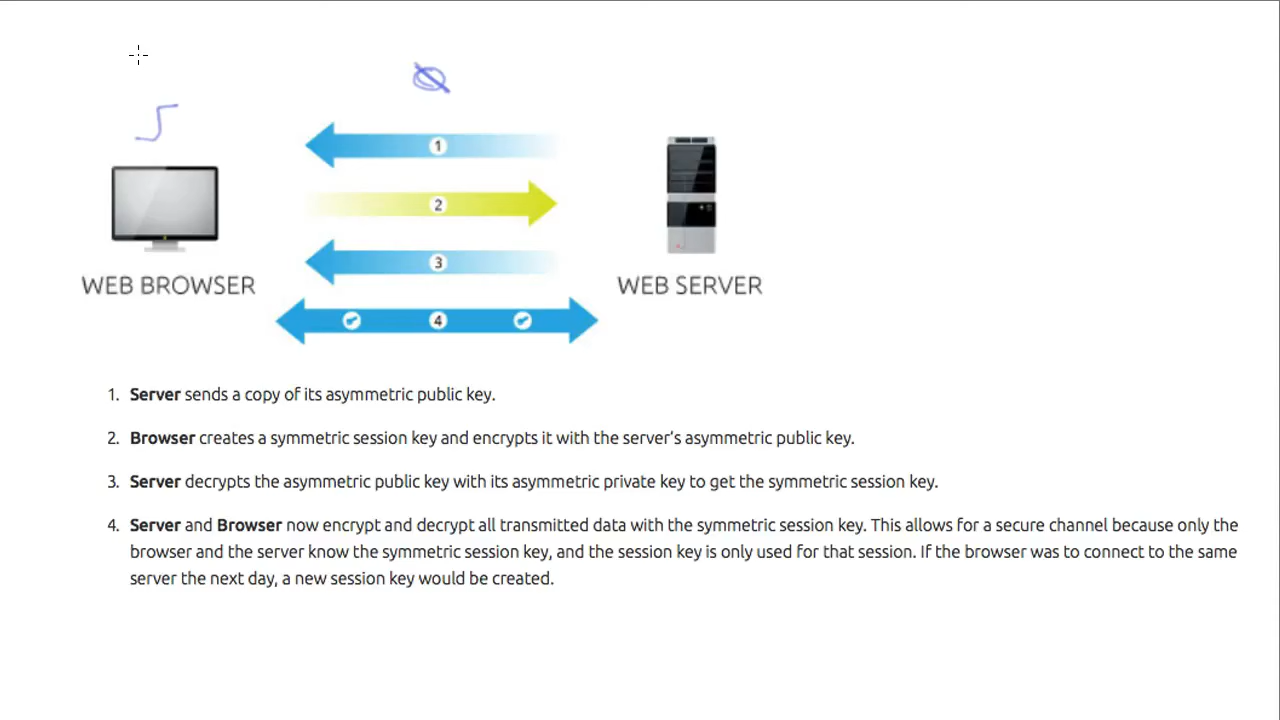 1
2
3
4
WEB BROWSER
WEB SERVER
1. Server sends a copy of its asymmetric public key.
2. Browser creates a symmetric session key and encrypts it with the server's asymmetric public key.
3. Server decrypts the asymmetric public key with its asymmetric private key to get the symmetric session key.
4. Server and Browser now encrypt and decrypt all transmitted data with the symmetric session key. This allows for a secure channel because only the
browser and the server know the symmetric session key, and the session key is only used for that session. If the browser was to connect to the same
server the next day, a new session key would be created.